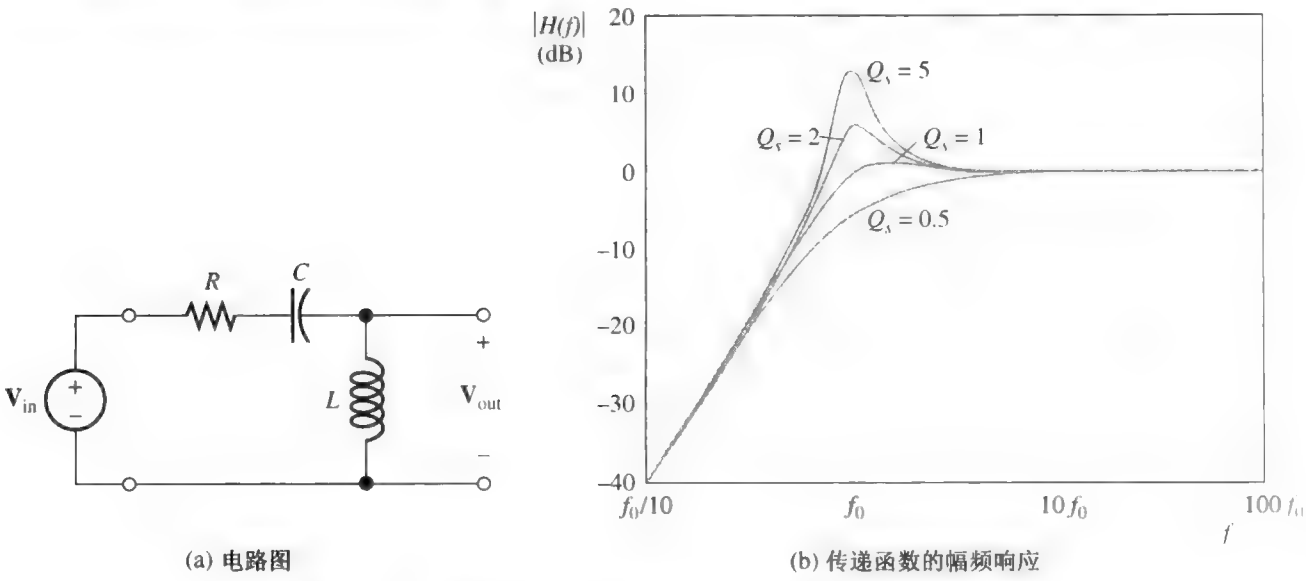 |H(f)|
(dB)
20
10
0
−10
−20
−30
−40
Q_s = 5
Q_s = 2
Q_s = 1
Q_s = 0.5
f_0/10
f_0
10 f_0
100 f_0
f
R
C
L
V_in
+
−
+
V_out
−
(a) 电路图
(b) 传递函数的幅频响应